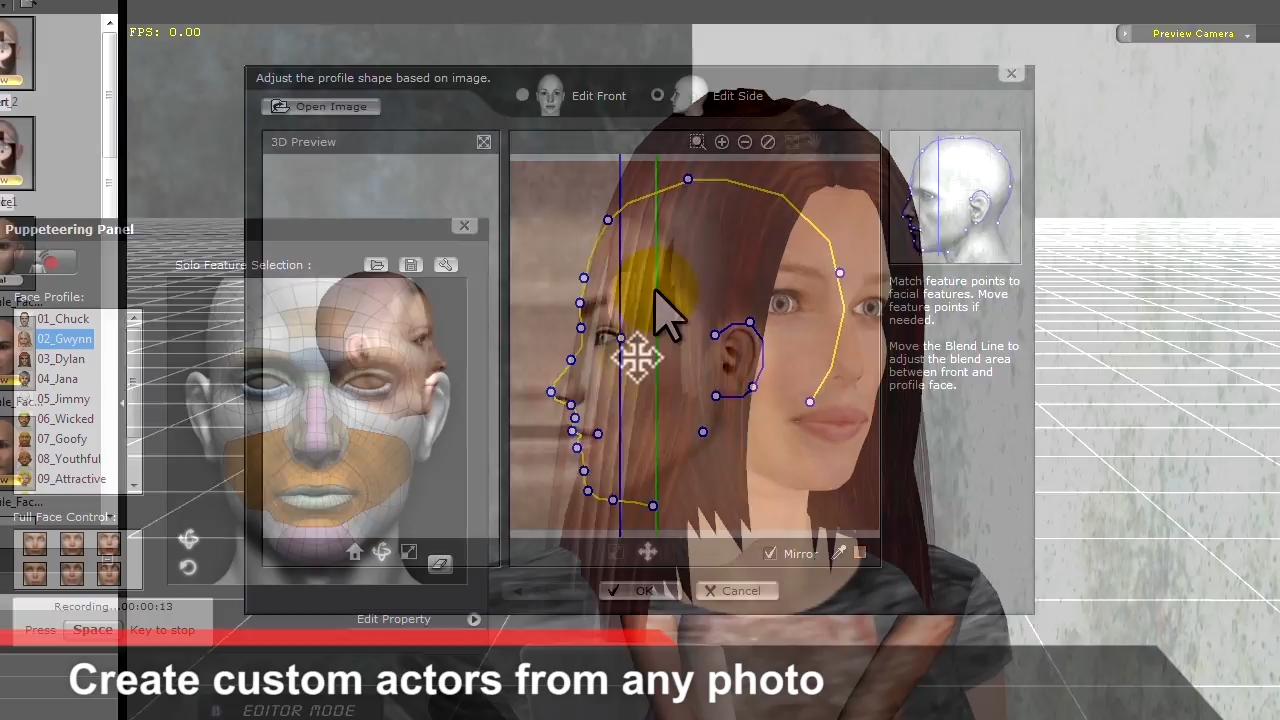 FPS: 0.00
Preview Camera
Adjust the profile shape based on image.
Open Image
Edit Front
Edit Side
3D Preview
Puppeteering Panel
Solo Feature Selection :
Face Profile:
01_Chuck
02_Gwynn
03_Dylan
04_Jana
05_Jimmy
06_Wicked
07_Goofy
08_Youthful
09_Attractive
Match feature points to
facial features. Move
feature points if
needed.
Move the Blend Line to
adjust the blend area
between front and
profile face.
Full Face Control :
Mirror
OK
Cancel
Recording...00:00:13
Press Space Key to stop
Edit Property
Create custom actors from any photo
EDITOR MODE